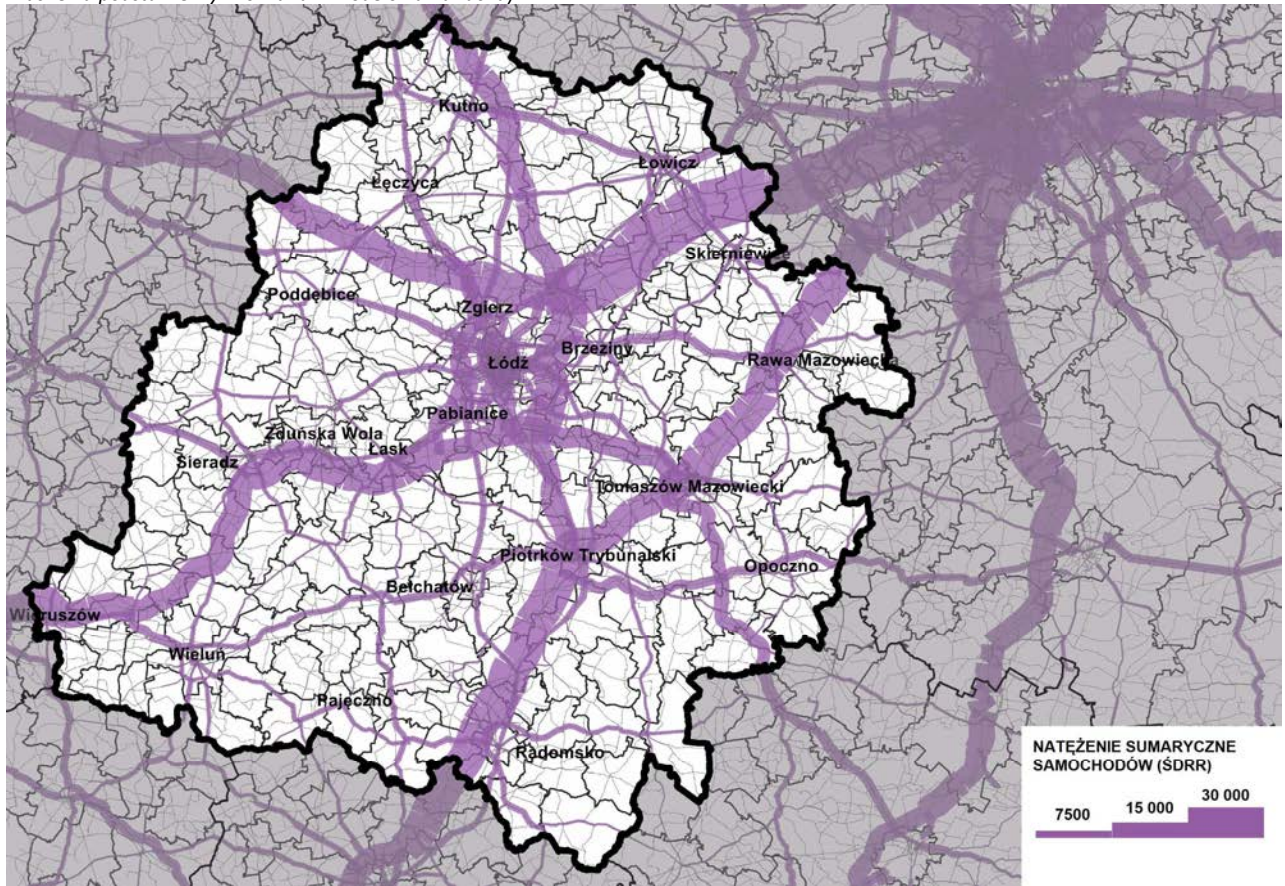 Kutno
Łowicz
Łęczyca
Skierniewice
Poddębice
Zgierz
Brzeziny
Łódź
Rawa Mazowiecka
Pabianice
Zduńska Wola
Łask
Sieradz
Tomaszów Mazowiecki
Piotrków Trybunalski
Opoczno
Bełchatów
Wieruszów
Wieluń
Pajęczno
Radomsko
NATĘŻENIE SUMARYCZNE
SAMOCHODÓW (ŚDRR)
7500 15 000 30 000